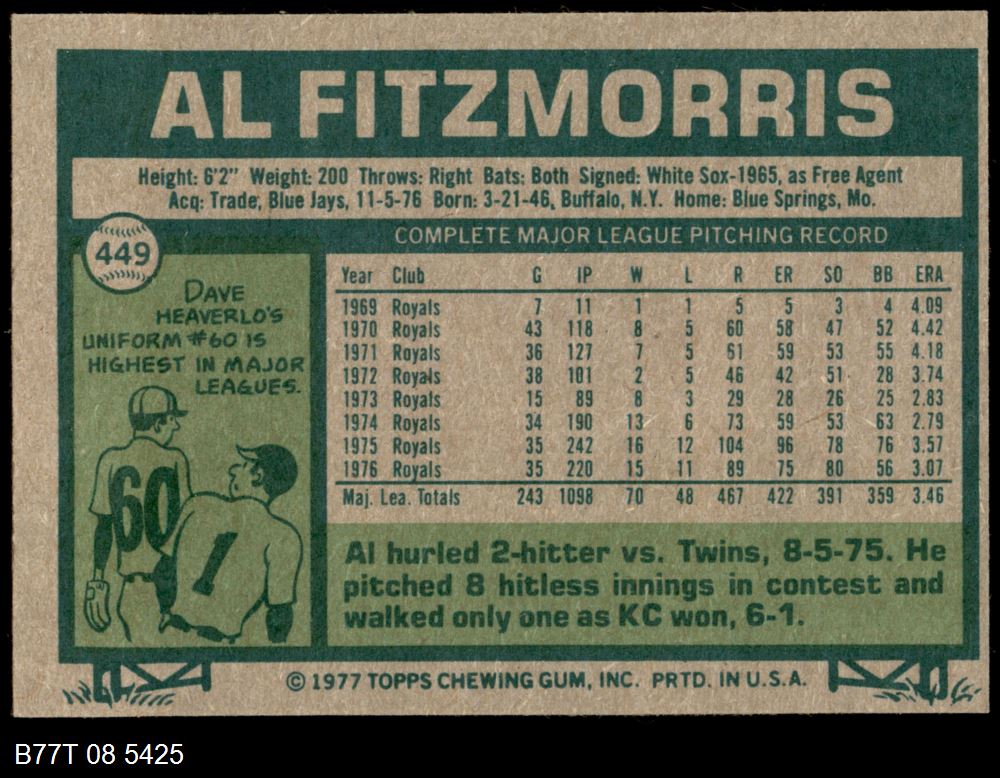 AL FITZMORRIS
Height: 6'2" Weight: 200 Throws: Right Bats: Both Signed: White Sox-1965, as Free Agent
Acq: Trade, Blue Jays, 11-5-76 Born: 3-21-46, Buffalo, N.Y. Home: Blue Springs, Mo.
449
DAVE
HEAVERLO'S
UNIFORM #60 IS
HIGHEST IN MAJOR
LEAGUES.
60
1
COMPLETE MAJOR LEAGUE PITCHING RECORD
Year Club G IP W L R ER SO BB ERA
1969 Royals 7 11 1 1 5 5 3 4 4.09
1970 Royals 43 118 8 5 60 58 47 52 4.42
1971 Royals 36 127 7 5 61 59 53 55 4.18
1972 Royals 38 101 2 5 46 42 51 28 3.74
1973 Royals 15 89 8 3 29 28 26 25 2.83
1974 Royals 34 190 13 6 73 59 53 63 2.79
1975 Royals 35 242 16 12 104 96 78 76 3.57
1976 Royals 35 220 15 11 89 75 80 56 3.07
Maj. Lea. Totals 243 1098 70 48 467 422 391 359 3.46
Al hurled 2-hitter vs. Twins, 8-5-75. He
pitched 8 hitless innings in contest and
walked only one as KC won, 6-1.
© 1977 TOPPS CHEWING GUM, INC. PRTD. IN U.S.A.
B77T 08 5425